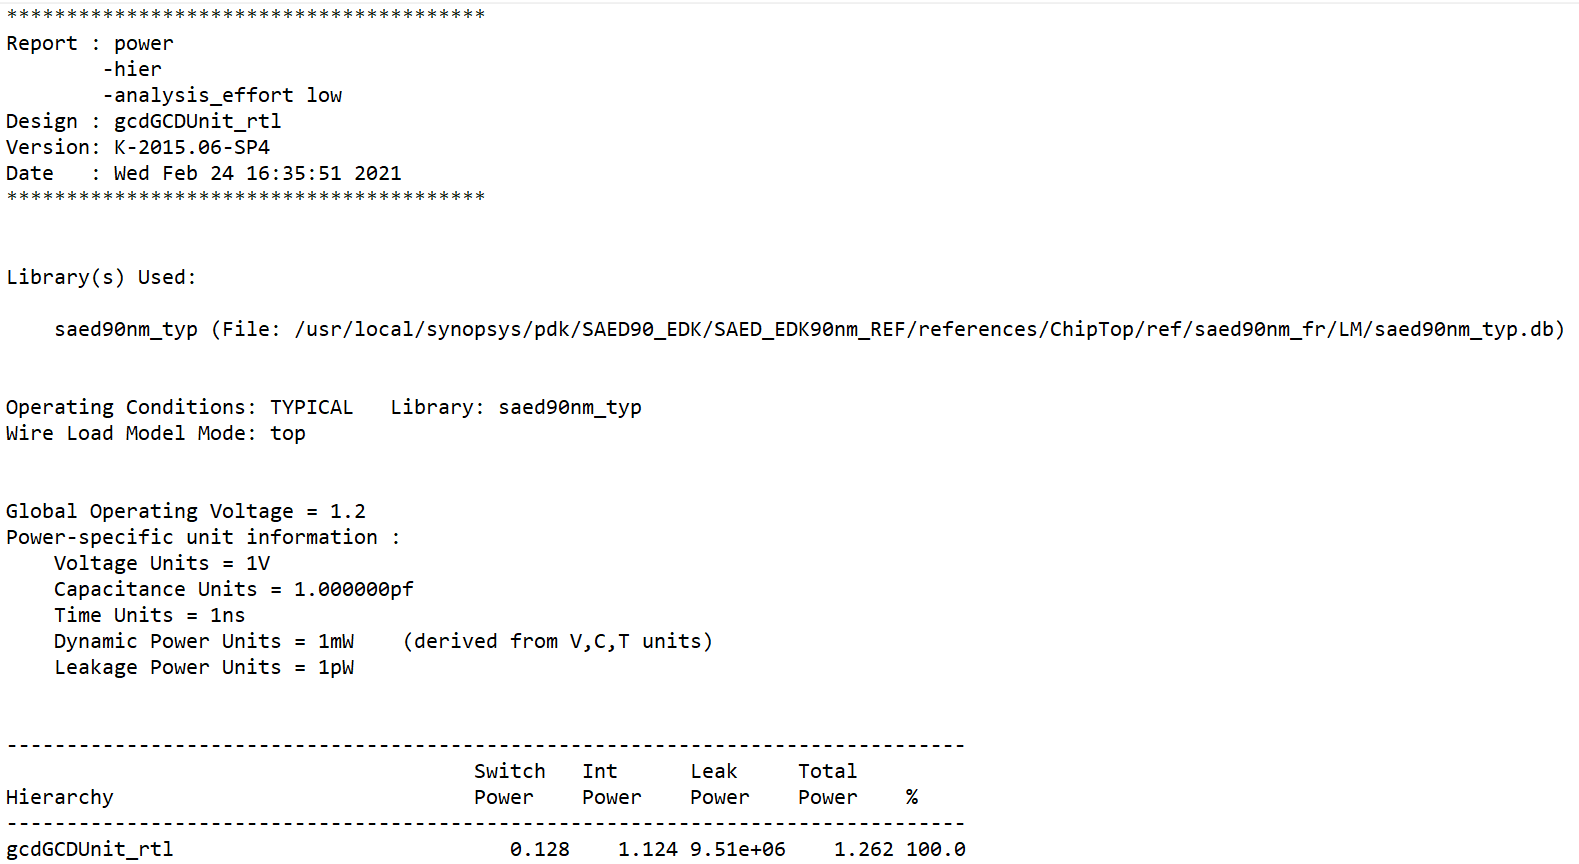 ****************************************
Report : power
        -hier
        -analysis_effort low
Design : gcdGCDUnit_rtl
Version: K-2015.06-SP4
Date   : Wed Feb 24 16:35:51 2021
****************************************
Library(s) Used:
    saed90nm_typ (File: /usr/local/synopsys/pdk/SAED90_EDK/SAED_EDK90nm_REF/references/ChipTop/ref/saed90nm_fr/LM/saed90nm_typ.db)
Operating Conditions: TYPICAL   Library: saed90nm_typ
Wire Load Model Mode: top
Global Operating Voltage = 1.2
Power-specific unit information :
    Voltage Units = 1V
    Capacitance Units = 1.000000pf
    Time Units = 1ns
    Dynamic Power Units = 1mW    (derived from V,C,T units)
    Leakage Power Units = 1pW
--------------------------------------------------------------------------------
                                       Switch   Int      Leak     Total
Hierarchy                              Power    Power    Power    Power    %
--------------------------------------------------------------------------------
gcdGCDUnit_rtl                            0.128    1.124 9.51e+06    1.262 100.0